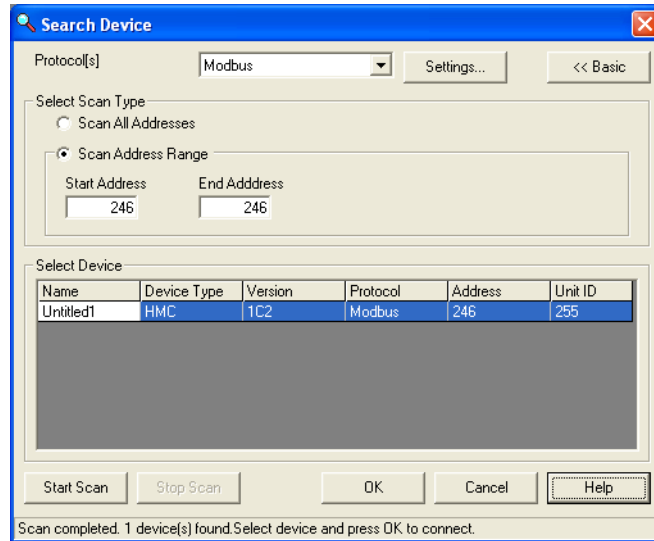 Search Device
Protocol[s] Modbus Settings... << Basic
Select Scan Type
Scan All Addresses
Scan Address Range
Start Address End Adddress
246 246
Select Device
Name Device Type Version Protocol Address Unit ID
Untitled1 HMC 1C2 Modbus 246 255
Start Scan Stop Scan OK Cancel Help
Scan completed. 1 device(s) found.Select device and press OK to connect.